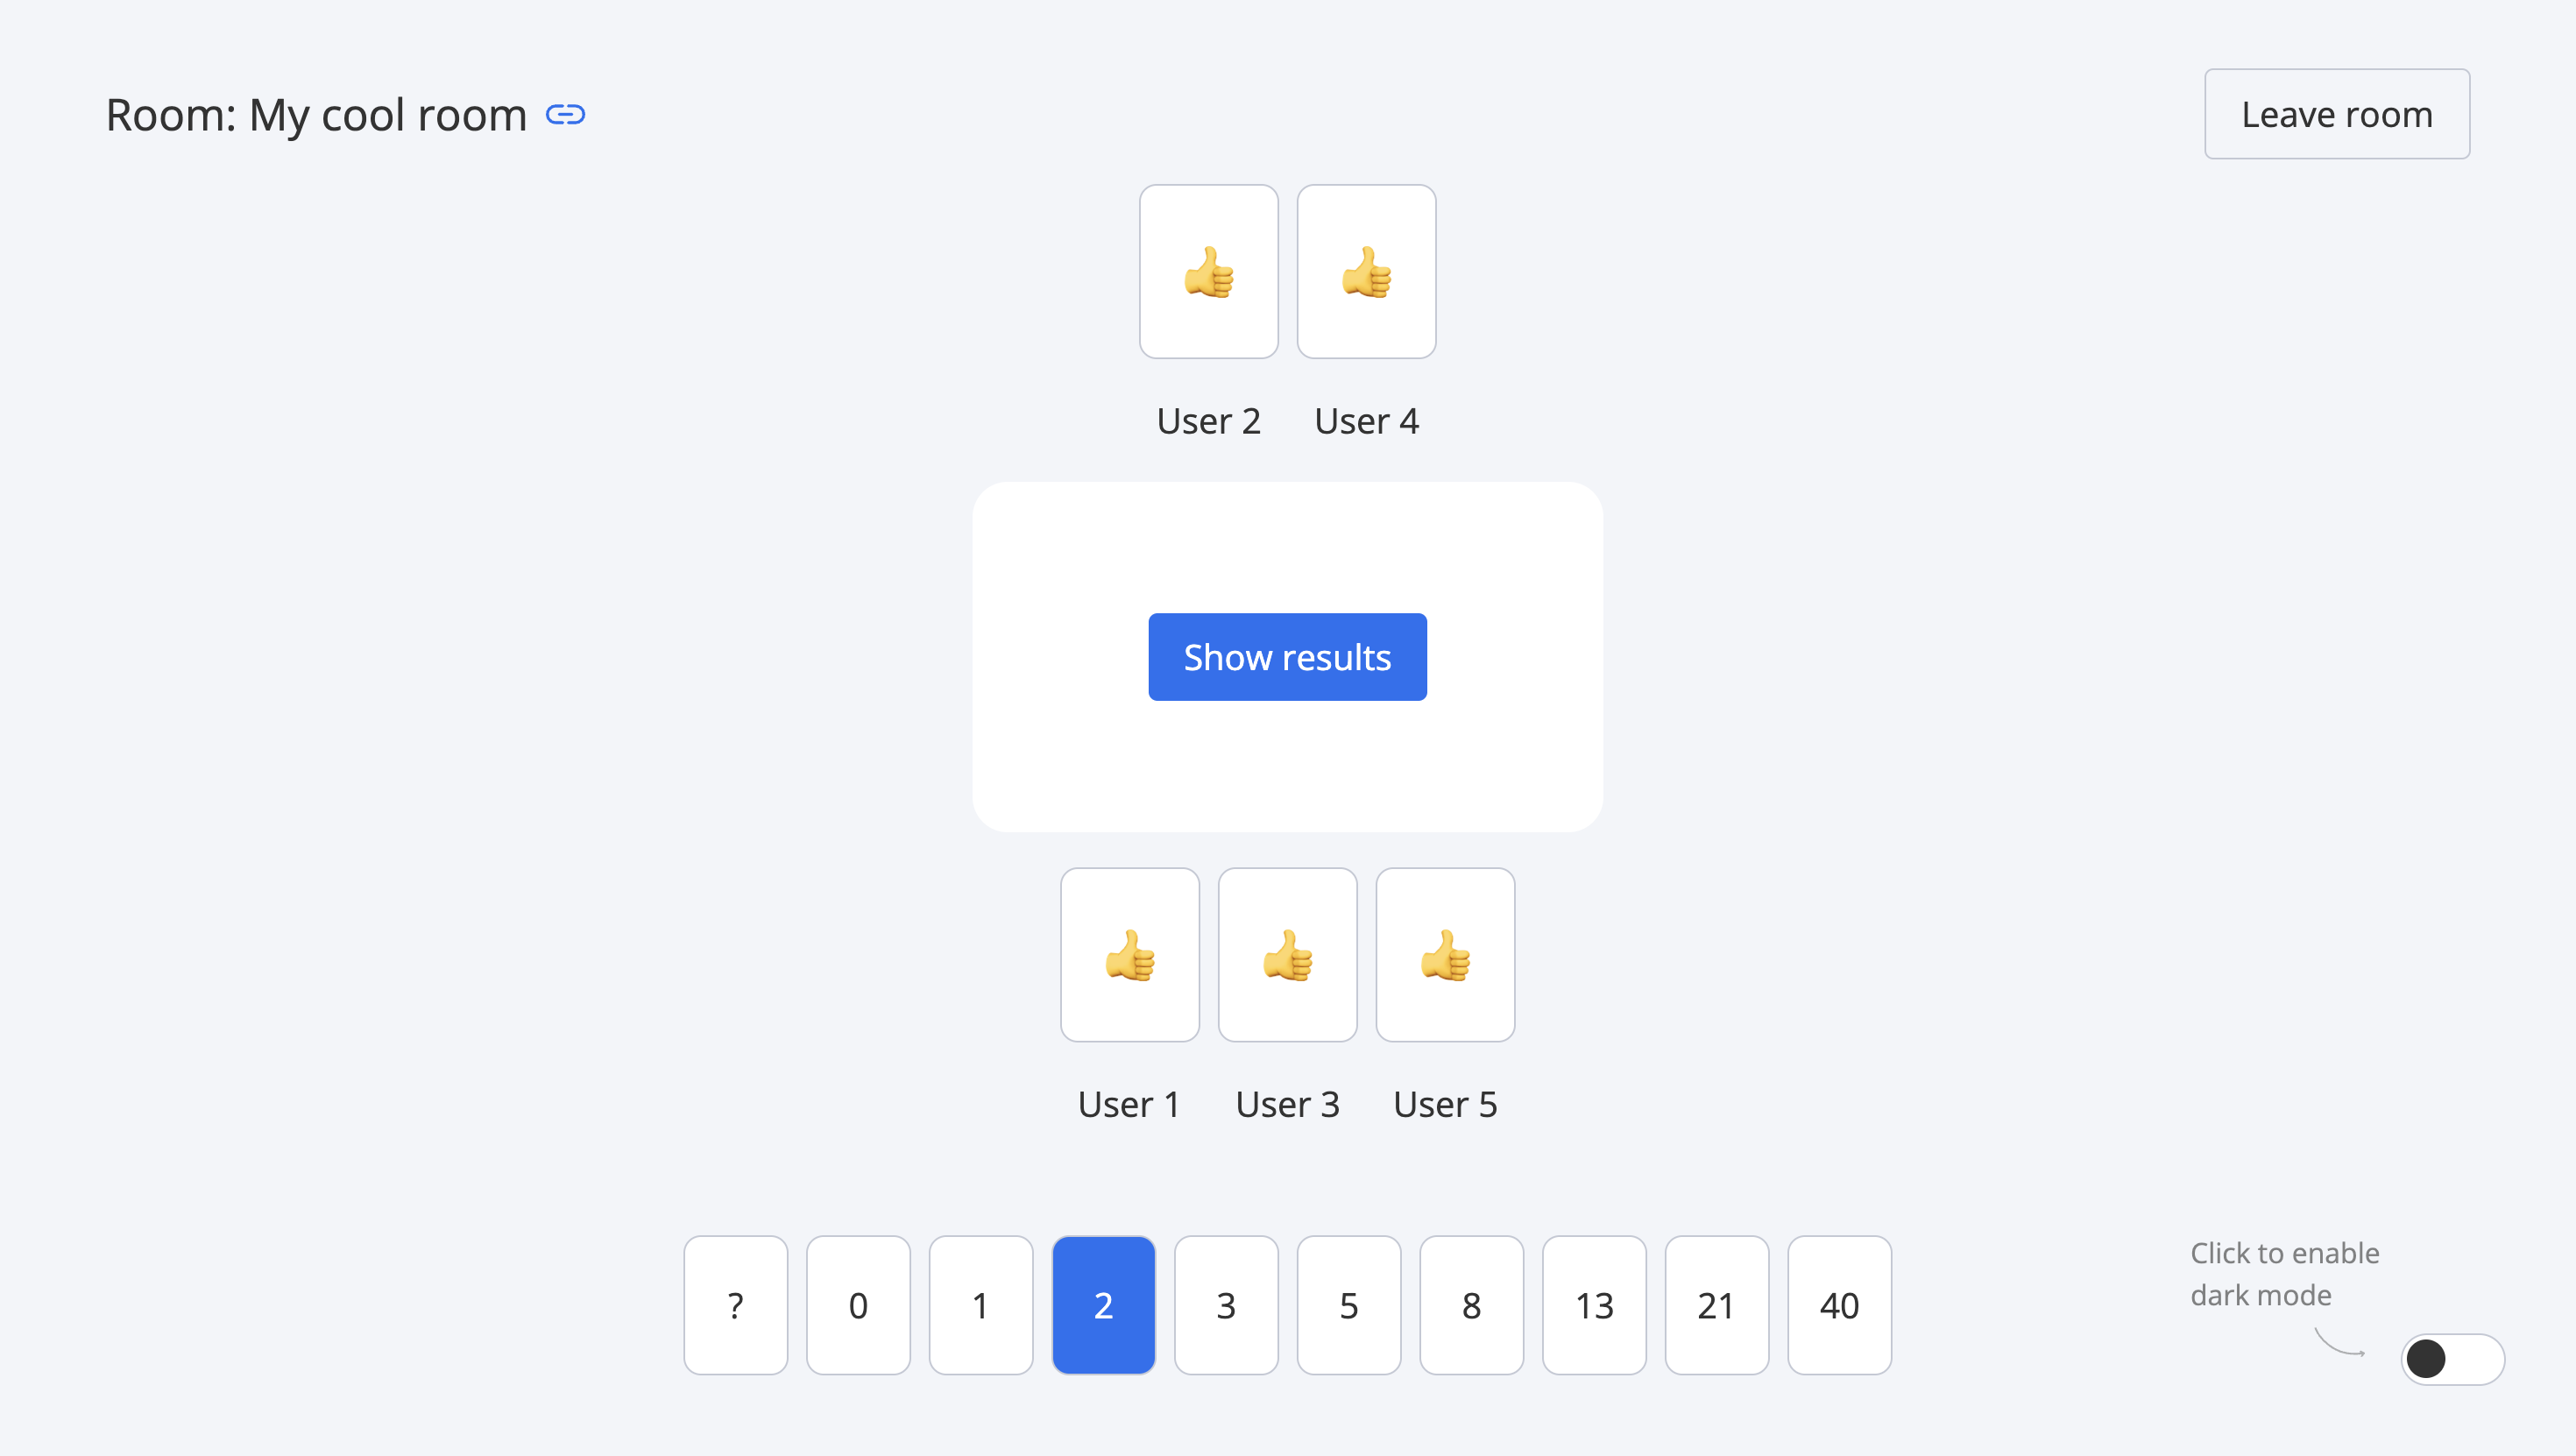 Room: My cool room
Leave room
User 2
User 4
Show results
User 1
User 3
User 5
?
0
1
2
3
5
8
13
21
40
Click to enable
dark mode